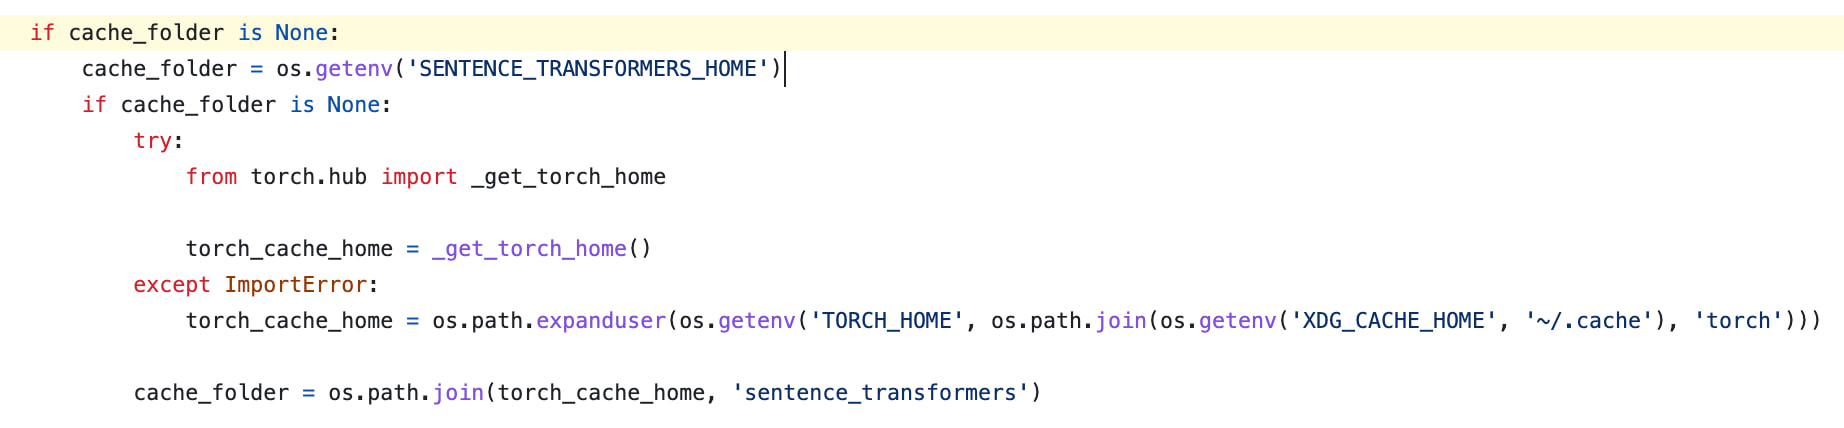 if cache_folder is None:
    cache_folder = os.getenv('SENTENCE_TRANSFORMERS_HOME')
    if cache_folder is None:
        try:
            from torch.hub import _get_torch_home

            torch_cache_home = _get_torch_home()
        except ImportError:
            torch_cache_home = os.path.expanduser(os.getenv('TORCH_HOME', os.path.join(os.getenv('XDG_CACHE_HOME', '~/.cache'), 'torch')))

        cache_folder = os.path.join(torch_cache_home, 'sentence_transformers')